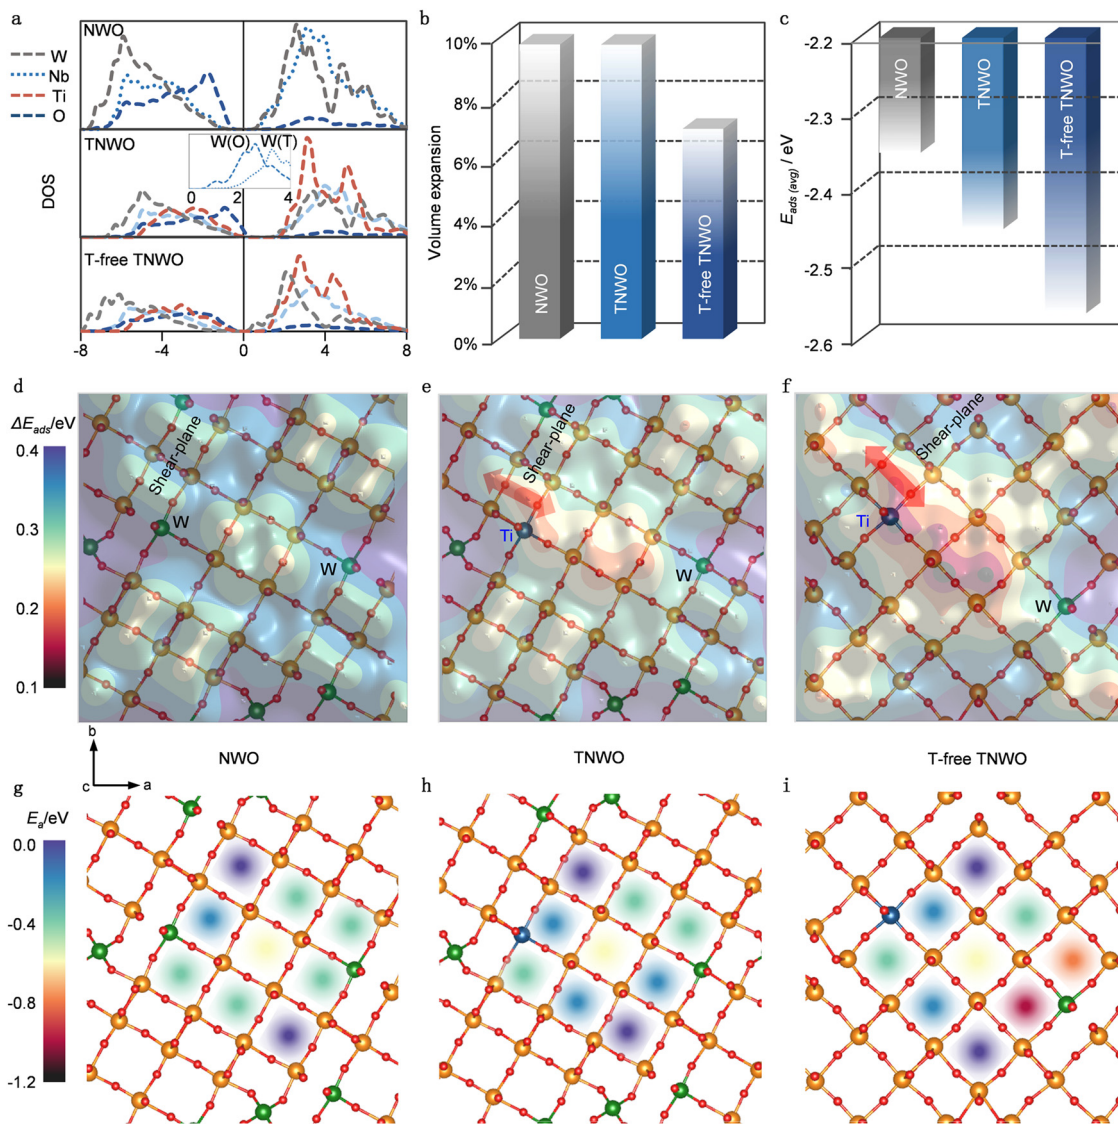 a
NWO
W
Nb
Ti
O
TNWO
W(O)
W(T)
0 2 4
DOS
T-free TNWO
-8 -4 0 4 8
b
10%
8%
6%
4%
2%
0%
Volume expansion
NWO
TNWO
T-free TNWO
c
-2.2
-2.3
-2.4
-2.5
-2.6
Eads (avg) / eV
NWO
TNWO
T-free TNWO
d
ΔEads/eV
0.4
0.3
0.2
0.1
Shear-plane
W
W
e
Shear-plane
Ti
W
f
Shear-plane
Ti
W
b
c
a
NWO
TNWO
T-free TNWO
g
Ea/eV
0.0
-0.4
-0.8
-1.2
h
i